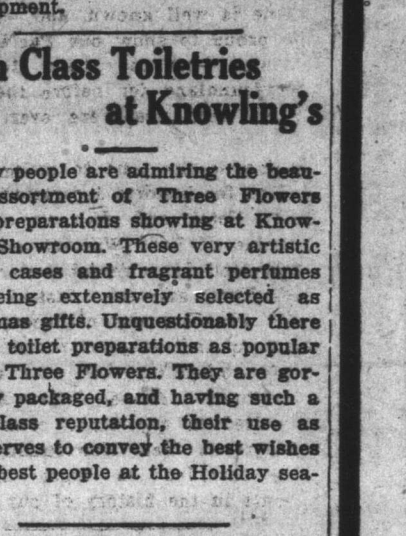 pment.
Class Toiletries
at Knowling's
people are admiring the beau-
ssortment of Three Flowers
preparations showing at Know-
Showroom. These very artistic
cases and fragrant perfumes
eing extensively selected as
mas gifts. Unquestionably there
toilet preparations as popular
Three Flowers. They are gor-
packaged, and having such a
lass reputation, their use as
erves to convey the best wishes
best people at the Holiday sea-